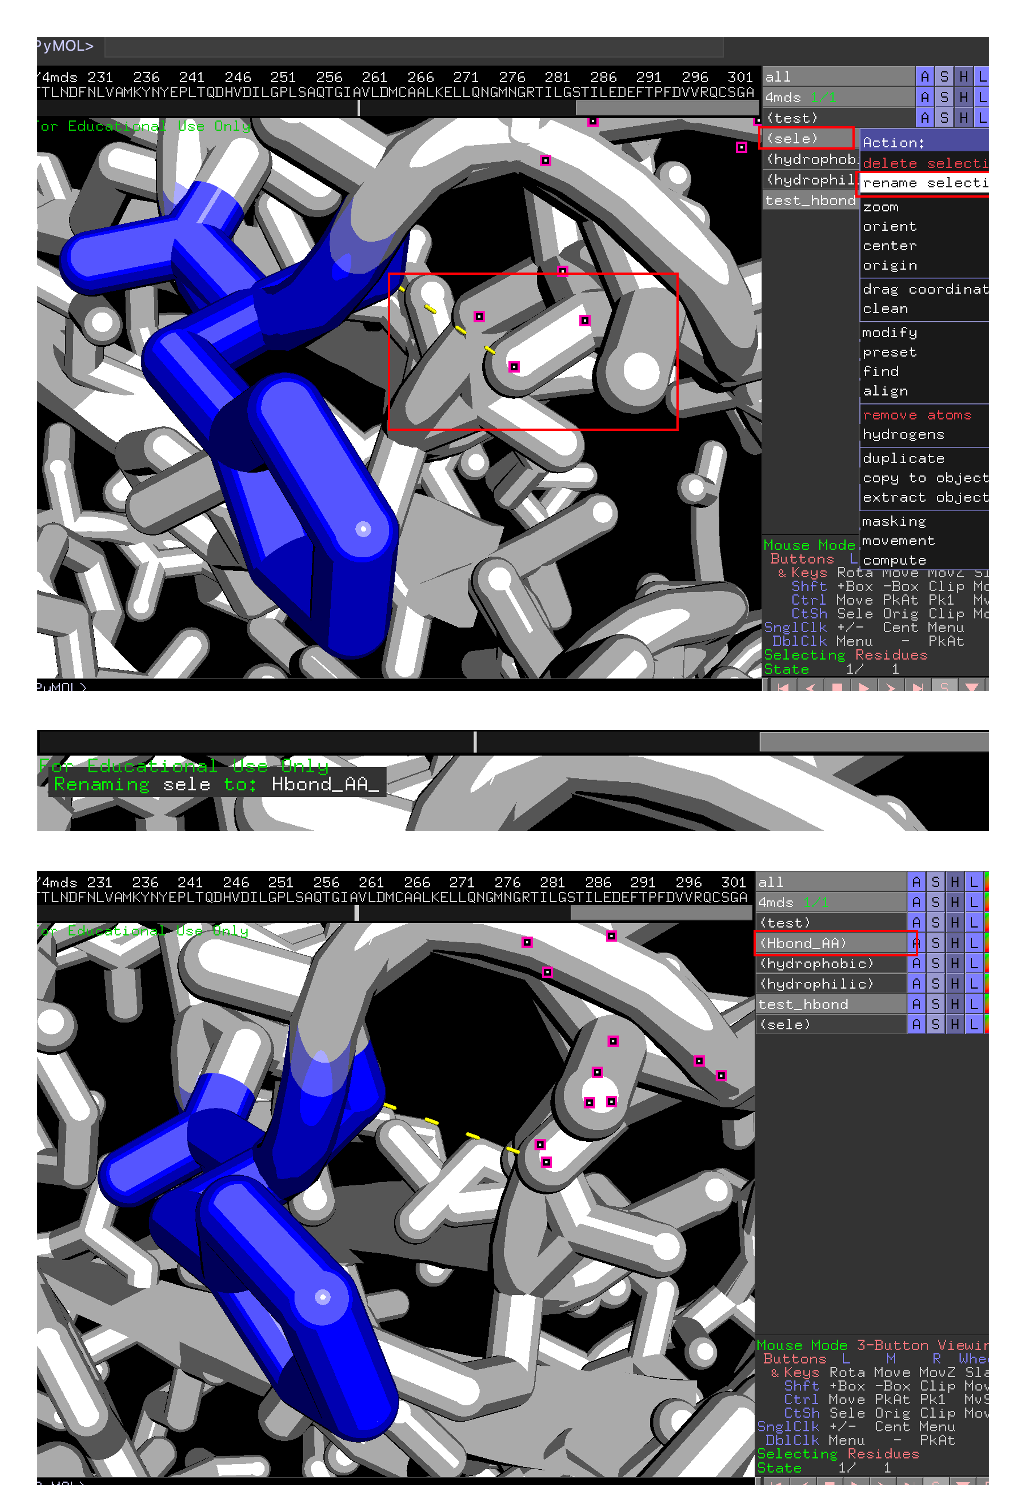 PyMOL>
/4mds 231 236 241 246 251 256 261 266 271 276 281 286 291 296 301
TTLNDFNLVAMKYNYEPLTQDHVDILGPLSAQTGIAVLDMCAALKELLQNGMNGRTILGSTILEDEFTPFDVVRQCSGA
For Educational Use Only
all A S H L
4mds 1/1 A S H L
(test) A S H L
(sele)
(hydrophob
(hydrophil
test_hbond
Action:
delete selecti
rename selecti
zoom
orient
center
origin
drag coordinat
clean
modify
preset
find
align
remove atoms
hydrogens
duplicate
copy to object
extract object
masking
movement
compute
Mouse Mode
Buttons L
& Keys Rota Move MovZ Sl
Shft +Box -Box Clip Mo
Ctrl Move PkAt Pk1 Mv
CtSh Sele Orig Clip Mo
SnglClk +/- Cent Menu
DblClk Menu - PkAt
Selecting Residues
State 1/ 1
PyMOL>
S
For Educational Use Only
Renaming sele to: Hbond_AA_
/4mds 231 236 241 246 251 256 261 266 271 276 281 286 291 296 301
TTLNDFNLVAMKYNYEPLTQDHVDILGPLSAQTGIAVLDMCAALKELLQNGMNGRTILGSTILEDEFTPFDVVRQCSGA
For Educational Use Only
all A S H L
4mds 1/1 A S H L
(test) A S H L
(Hbond_AA) A S H L
(hydrophobic) A S H L
(hydrophilic) A S H L
test_hbond A S H L
(sele) A S H L
Mouse Mode 3-Button Viewin
Buttons L M R Whe
& Keys Rota Move MovZ Sla
Shft +Box -Box Clip Mov
Ctrl Move PkAt Pk1 MvS
CtSh Sele Orig Clip Mov
SnglClk +/- Cent Menu
DblClk Menu - PkAt
Selecting Residues
State 1/ 1